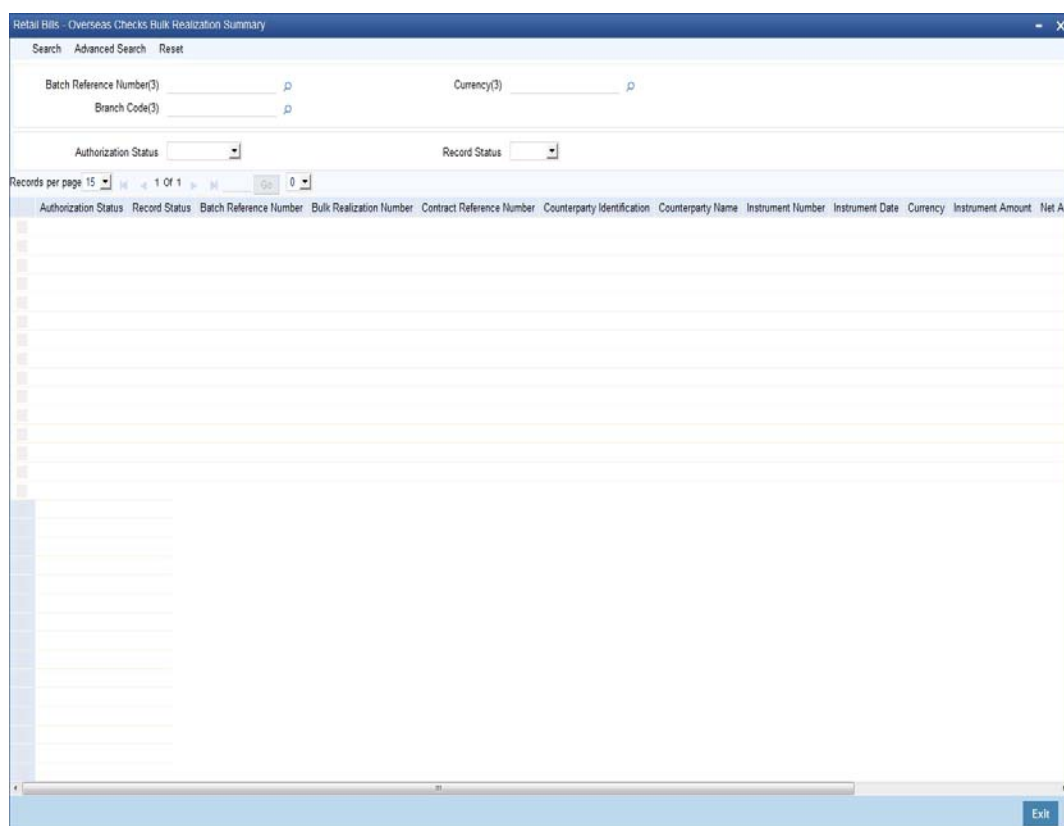 Retail Bills - Overseas Checks Bulk Realization Summary
Search Advanced Search Reset
Batch Reference Number(3) Currency(3)
Branch Code(3)
Authorization Status Record Status
Records per page 15 1 Of 1 Go 0
Authorization Status Record Status Batch Reference Number Bulk Realization Number Contract Reference Number Counterparty Identification Counterparty Name Instrument Number Instrument Date Currency Instrument Amount Net A
Exit